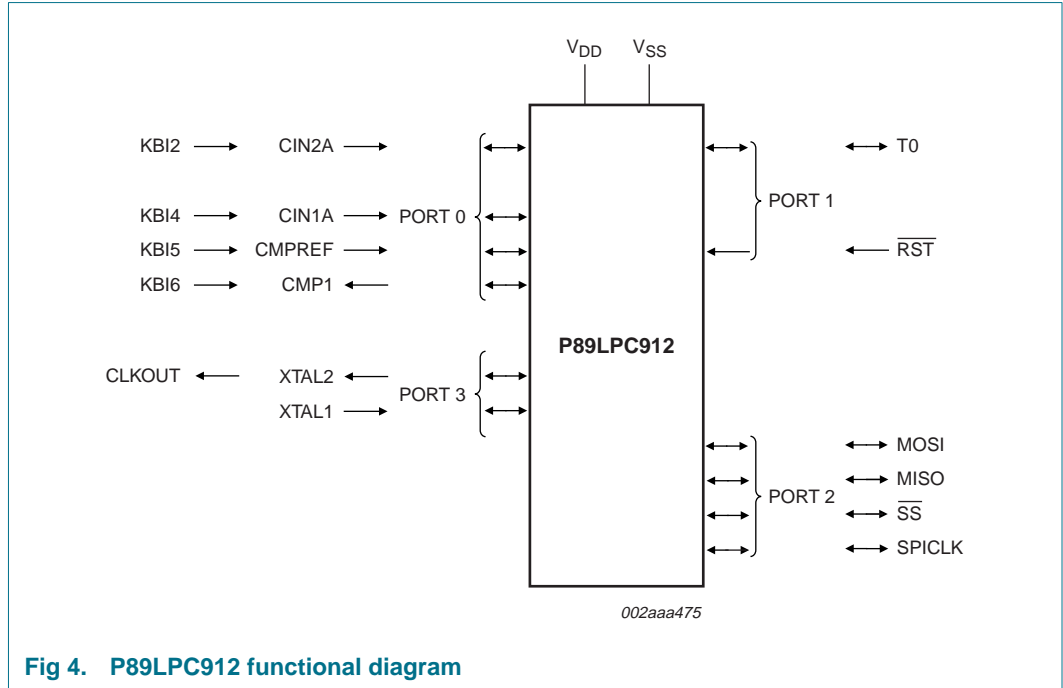 VDD VSS
KBI2 CIN2A T0
PORT 1
KBI4 CIN1A PORT 0
KBI5 CMPREF RST
KBI6 CMP1
P89LPC912
CLKOUT XTAL2 PORT 3
XTAL1
MOSI
MISO
PORT 2
SS
SPICLK
002aaa475
Fig 4. P89LPC912 functional diagram